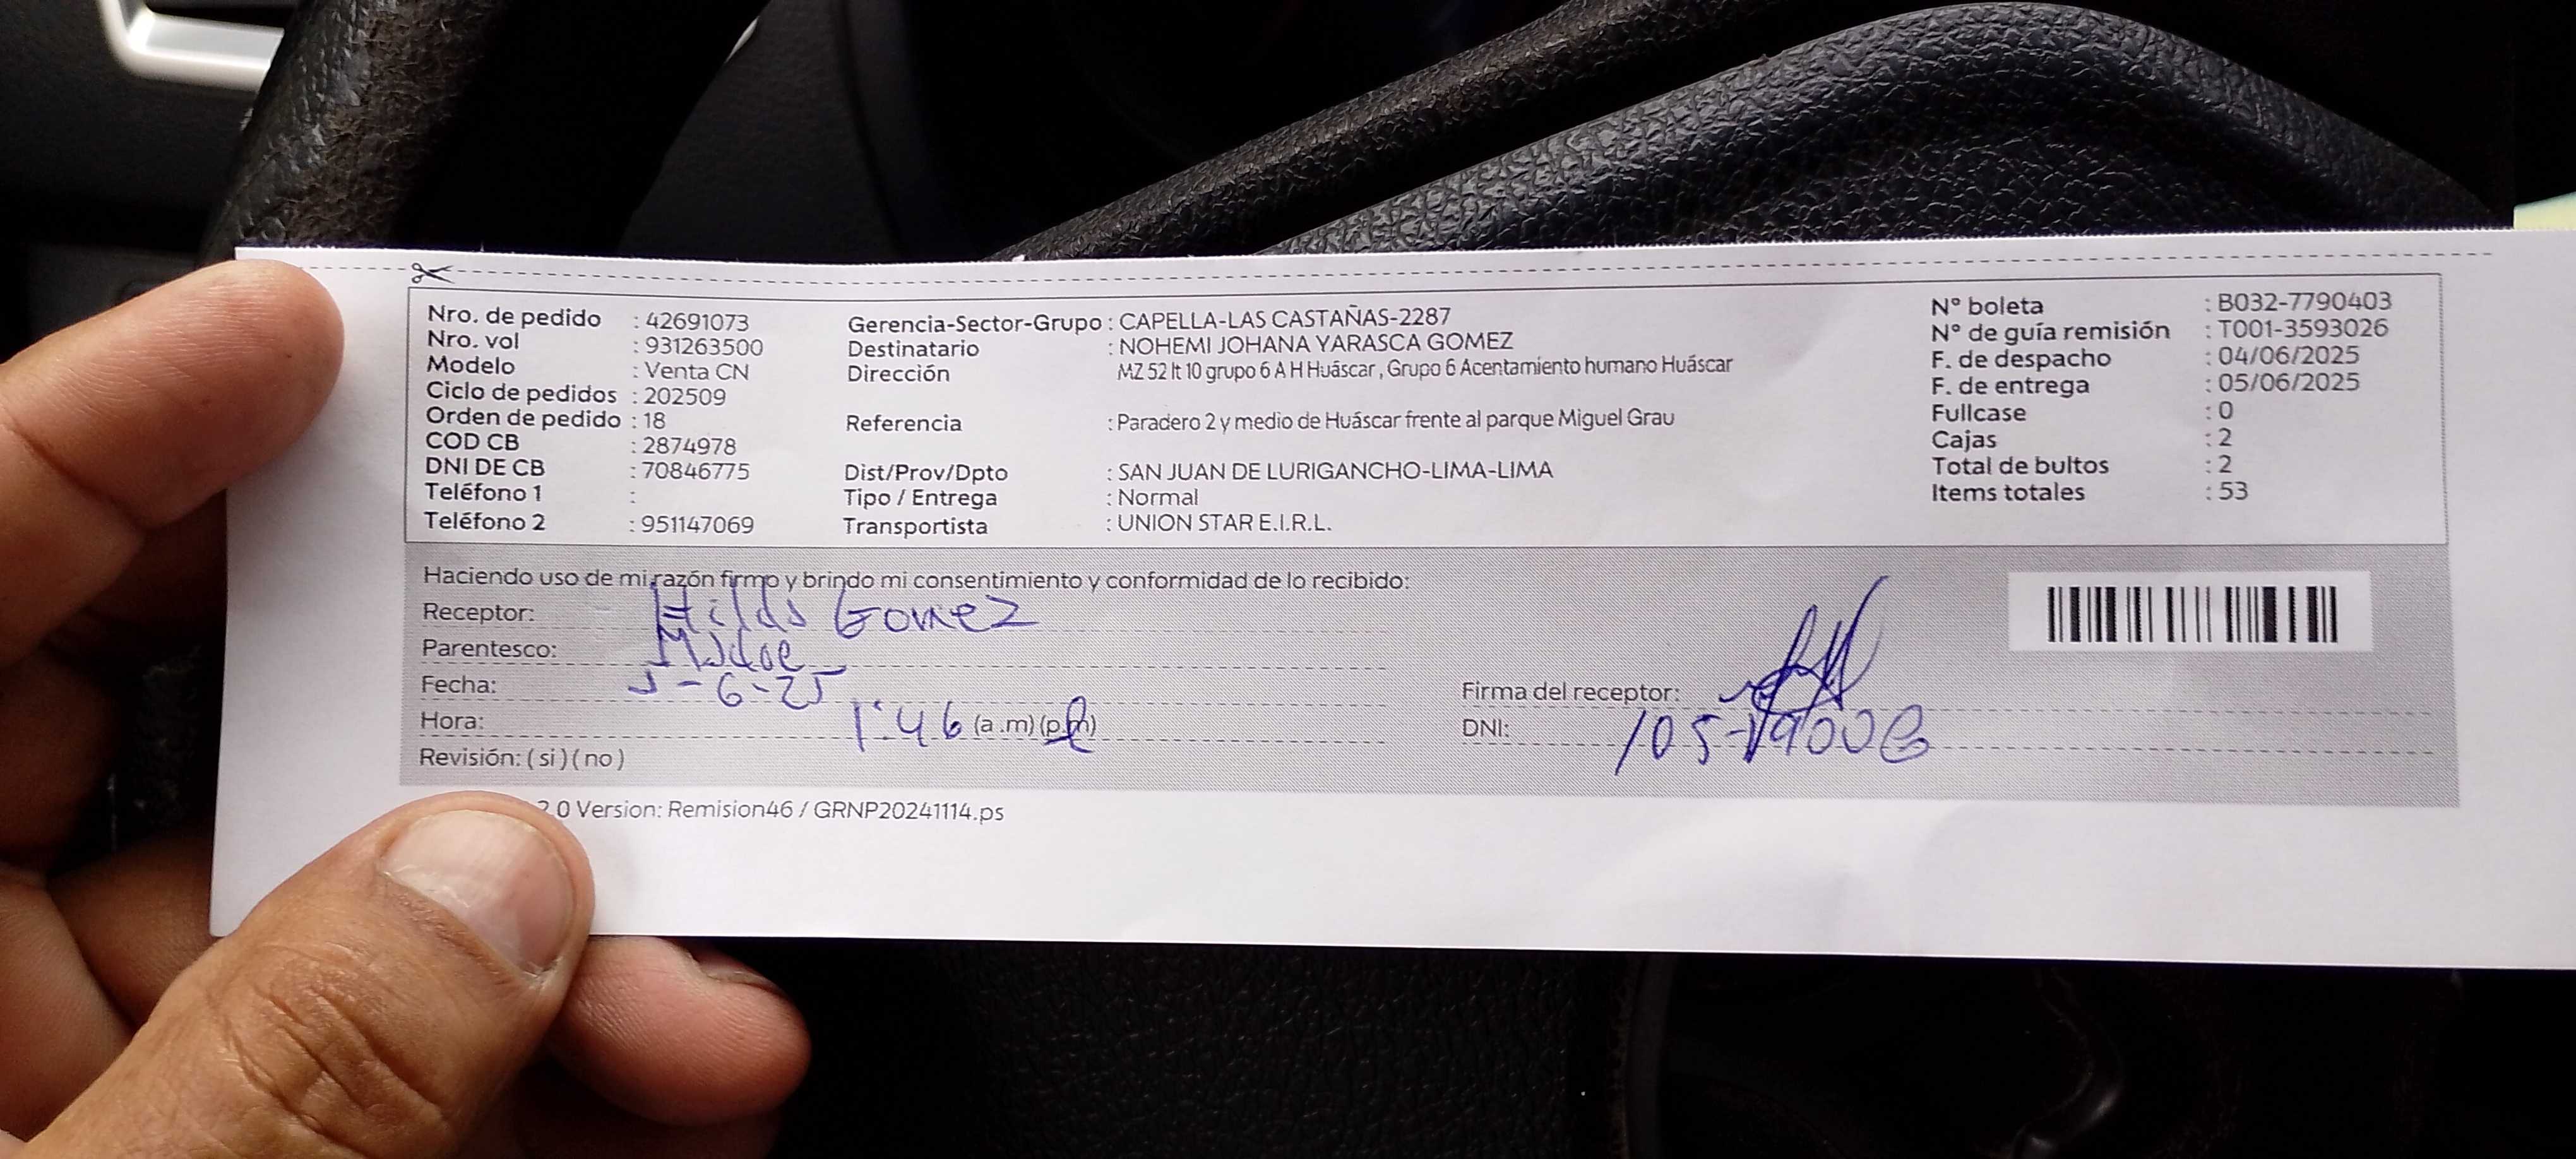 Nro. de pedido : 42691073
Nro. vol : 931263500
Modelo : Venta CN
Ciclo de pedidos : 202509
Orden de pedido : 18
COD CB : 2874978
DNI DE CB : 70846775
Teléfono 1 :
Teléfono 2 : 951147069
Gerencia-Sector-Grupo : CAPELLA-LAS CASTAÑAS-2287
Destinatario : NOHEMI JOHANA YARASCA GOMEZ
Dirección MZ 52 lt 10 grupo 6 A H Huáscar , Grupo 6 Acentamiento humano Huáscar
Referencia : Paradero 2 y medio de Huáscar frente al parque Miguel Grau
Dist/Prov/Dpto : SAN JUAN DE LURIGANCHO-LIMA-LIMA
Tipo / Entrega : Normal
Transportista : UNION STAR E.I.R.L.
N° boleta : B032-7790403
N° de guía remisión : T001-3593026
F. de despacho : 04/06/2025
F. de entrega : 05/06/2025
Fullcase : 0
Cajas : 2
Total de bultos : 2
Items totales : 53
Haciendo uso de mi razón firmo y brindo mi consentimiento y conformidad de lo recibido:
Receptor: Hilda Gomez
Parentesco: Madre
Fecha: 5-6-25
Hora: 1:46 (a.m) (p.m)
Revisión: ( si ) ( no )
Firma del receptor:
DNI:
2.0 Version: Remision46 / GRNP20241114.ps